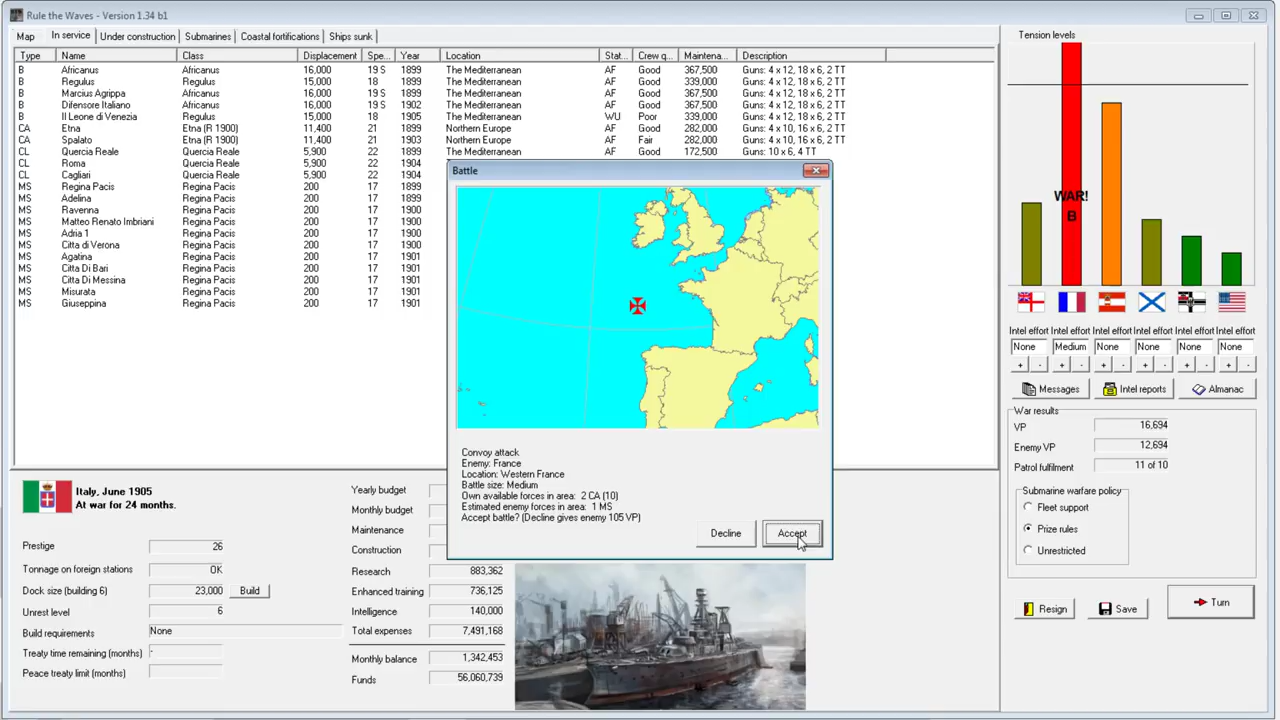 Rule the Waves - Version 1.34 b1
Map In service Under construction Submarines Coastal fortifications Ships sunk
Type Name Class Displacement Spe... Year Location Stat... Crew q... Maintena... Description
B Africanus Africanus 16,000 19 S 1899 The Mediterranean AF Good 367,500 Guns: 4 x 12, 18 x 6, 2 TT
B Regulus Regulus 15,000 18 1899 The Mediterranean AF Good 339,000 Guns: 4 x 12, 18 x 6, 2 TT
B Marcius Agrippa Africanus 16,000 19 S 1899 The Mediterranean AF Good 367,500 Guns: 4 x 12, 18 x 6, 2 TT
B Difensore Italiano Africanus 16,000 19 S 1902 The Mediterranean AF Good 367,500 Guns: 4 x 12, 18 x 6, 2 TT
B Il Leone di Venezia Regulus 15,000 18 1905 The Mediterranean WU Poor 339,000 Guns: 4 x 12, 18 x 6, 2 TT
CA Etna Etna (R 1900) 11,400 21 1899 Northern Europe AF Good 282,000 Guns: 4 x 10, 16 x 6, 2 TT
CA Spalato Etna (R 1900) 11,400 21 1903 Northern Europe AF Fair 282,000 Guns: 4 x 10, 16 x 6, 2 TT
CL Quercia Reale Quercia Reale 5,900 22 1899 The Mediterranean AF Good 172,500 Guns: 10 x 6, 4 TT
CL Roma Quercia Reale 5,900 22 1904
CL Cagliari Quercia Reale 5,900 22 1904
MS Regina Pacis Regina Pacis 200 17 1899
MS Adelina Regina Pacis 200 17 1899
MS Ravenna Regina Pacis 200 17 1900
MS Matteo Renato Imbriani Regina Pacis 200 17 1900
MS Adria 1 Regina Pacis 200 17 1900
MS Citta di Verona Regina Pacis 200 17 1900
MS Agatina Regina Pacis 200 17 1901
MS Citta Di Bari Regina Pacis 200 17 1901
MS Citta Di Messina Regina Pacis 200 17 1901
MS Misurata Regina Pacis 200 17 1901
MS Giuseppina Regina Pacis 200 17 1901
Battle
Convoy attack
Enemy: France
Location: Western France
Battle size: Medium
Own available forces in area: 2 CA (10)
Estimated enemy forces in area: 1 MS
Accept battle? (Decline gives enemy 105 VP)
Decline Accept
Tension levels
WAR!
B
Intel effort Intel effort Intel effort Intel effort Intel effort Intel effort
None Medium None None None None
+ - + - + - + - + - + -
Messages Intel reports Almanac
War results
VP 16,694
Enemy VP 12,694
Patrol fulfilment 11 of 10
Submarine warfare policy
Fleet support
Prize rules
Unrestricted
Resign Save Turn
Italy, June 1905
At war for 24 months.
Prestige 26
Tonnage on foreign stations OK
Dock size (building 6) 23,000 Build
Unrest level 6
Build requirements None
Treaty time remaining (months) -
Peace treaty limit (months)
Yearly budget
Monthly budget
Maintenance
Construction
Research 883,362
Enhanced training 736,125
Intelligence 140,000
Total expenses 7,491,168
Monthly balance 1,342,453
Funds 56,060,739